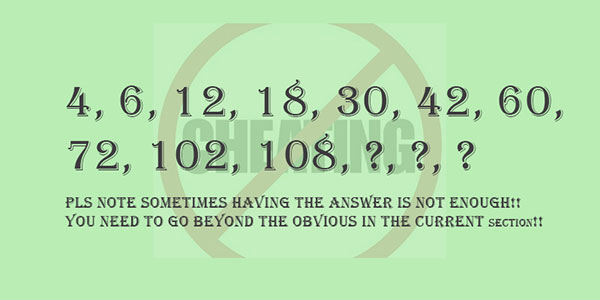 4, 6, 12, 18, 30, 42, 60,
72, 102, 108, ?, ?, ?
CHEATING
PLS NOTE SOMETIMES HAVING THE ANSWER IS NOT ENOUGH!!
YOU NEED TO GO BEYOND THE OBVIOUS IN THE CURRENT SECTION!!